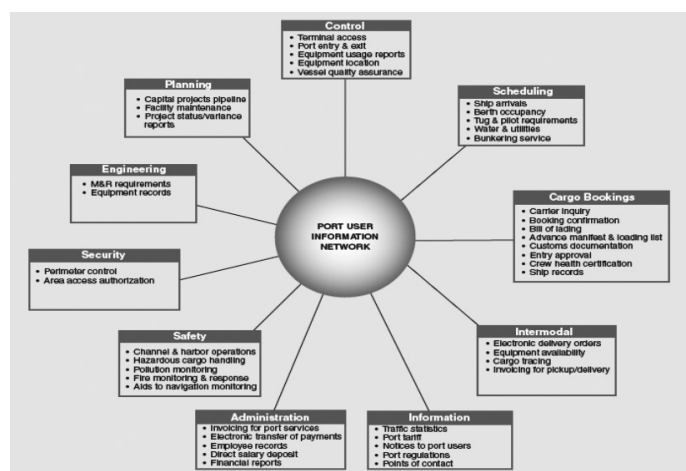 Control
• Terminal access
• Port entry & exit
• Equipment usage reports
• Equipment location
• Vessel quality assurance
Planning
• Capital projects pipeline
• Facility maintenance
• Project status/variance
reports
Scheduling
• Ship arrivals
• Berth occupancy
• Tug & pilot requirements
• Water & utilities
• Bunkering service
Engineering
• M&R requirements
• Equipment records
PORT USER
INFORMATION
NETWORK
Cargo Bookings
• Carrier inquiry
• Booking confirmation
• Bill of lading
• Advance manifest & loading list
• Customs documentation
• Entry approval
• Crew health certification
• Ship records
Security
• Perimeter control
• Area access authorization
Safety
• Channel & harbor operations
• Hazardous cargo handling
• Pollution monitoring
• Fire monitoring & response
• Aids to navigation monitoring
Intermodal
• Electronic delivery orders
• Equipment availability
• Cargo tracing
• Invoicing for pickup/delivery
Administration
• Invoicing for port services
• Electronic transfer of payments
• Employee records
• Direct salary deposit
• Financial reports
Information
• Traffic statistics
• Port tariff
• Notices to port users
• Port regulations
• Points of contact